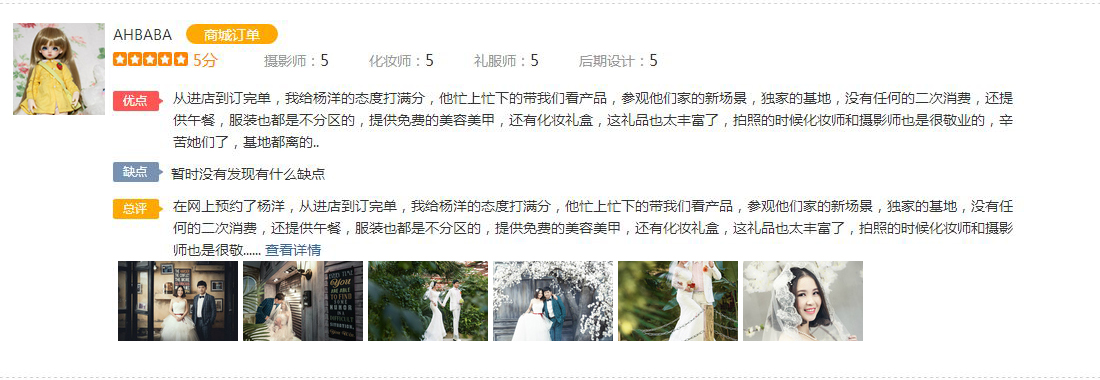 AHBABA 商城订单
5分 摄影师：5 化妆师：5 礼服师：5 后期设计：5
优点 从进店到订完单，我给杨洋的态度打满分，他忙上忙下的带我们看产品，参观他们家的新场景，独家的基地，没有任何的二次消费，还提
供午餐，服装也都是不分区的，提供免费的美容美甲，还有化妆礼盒，这礼品也太丰富了，拍照的时候化妆师和摄影师也是很敬业的，辛
苦她们了，基地都离的..
缺点 暂时没有发现有什么缺点
总评 在网上预约了杨洋，从进店到订完单，我给杨洋的态度打满分，他忙上忙下的带我们看产品，参观他们家的新场景，独家的基地，没有任
何的二次消费，还提供午餐，服装也都是不分区的，提供免费的美容美甲，还有化妆礼盒，这礼品也太丰富了，拍照的时候化妆师和摄影
师也是很敬...... 查看详情
you
ARE ABLE
TO FIND
SOME
HUMOR
IN A
DIFFICULT
SITUATION,